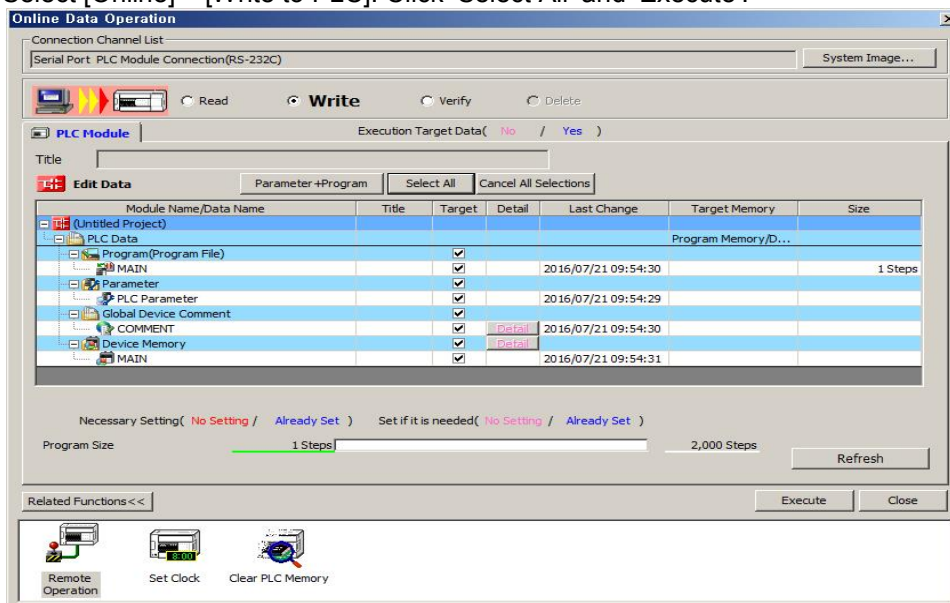 Select [Online] – [Write to PLC]. Click "Select All" and "Execute".
Online Data Operation
Connection Channel List
Serial Port PLC Module Connection(RS-232C)
System Image...
Read Write Verify Delete
PLC Module
Execution Target Data( No / Yes )
Title
Edit Data
Parameter+Program
Select All
Cancel All Selections
Module Name/Data Name Title Target Detail Last Change Target Memory Size
(Untitled Project)
PLC Data Program Memory/D...
Program(Program File)
MAIN 2016/07/21 09:54:30 1 Steps
Parameter
PLC Parameter 2016/07/21 09:54:29
Global Device Comment
COMMENT Detail 2016/07/21 09:54:30
Device Memory Detail
MAIN 2016/07/21 09:54:31
Necessary Setting( No Setting / Already Set ) Set if it is needed( No Setting / Already Set )
Program Size 1 Steps 2,000 Steps
Refresh
Related Functions<<
Execute
Close
8:00
Remote Operation
Set Clock
Clear PLC Memory